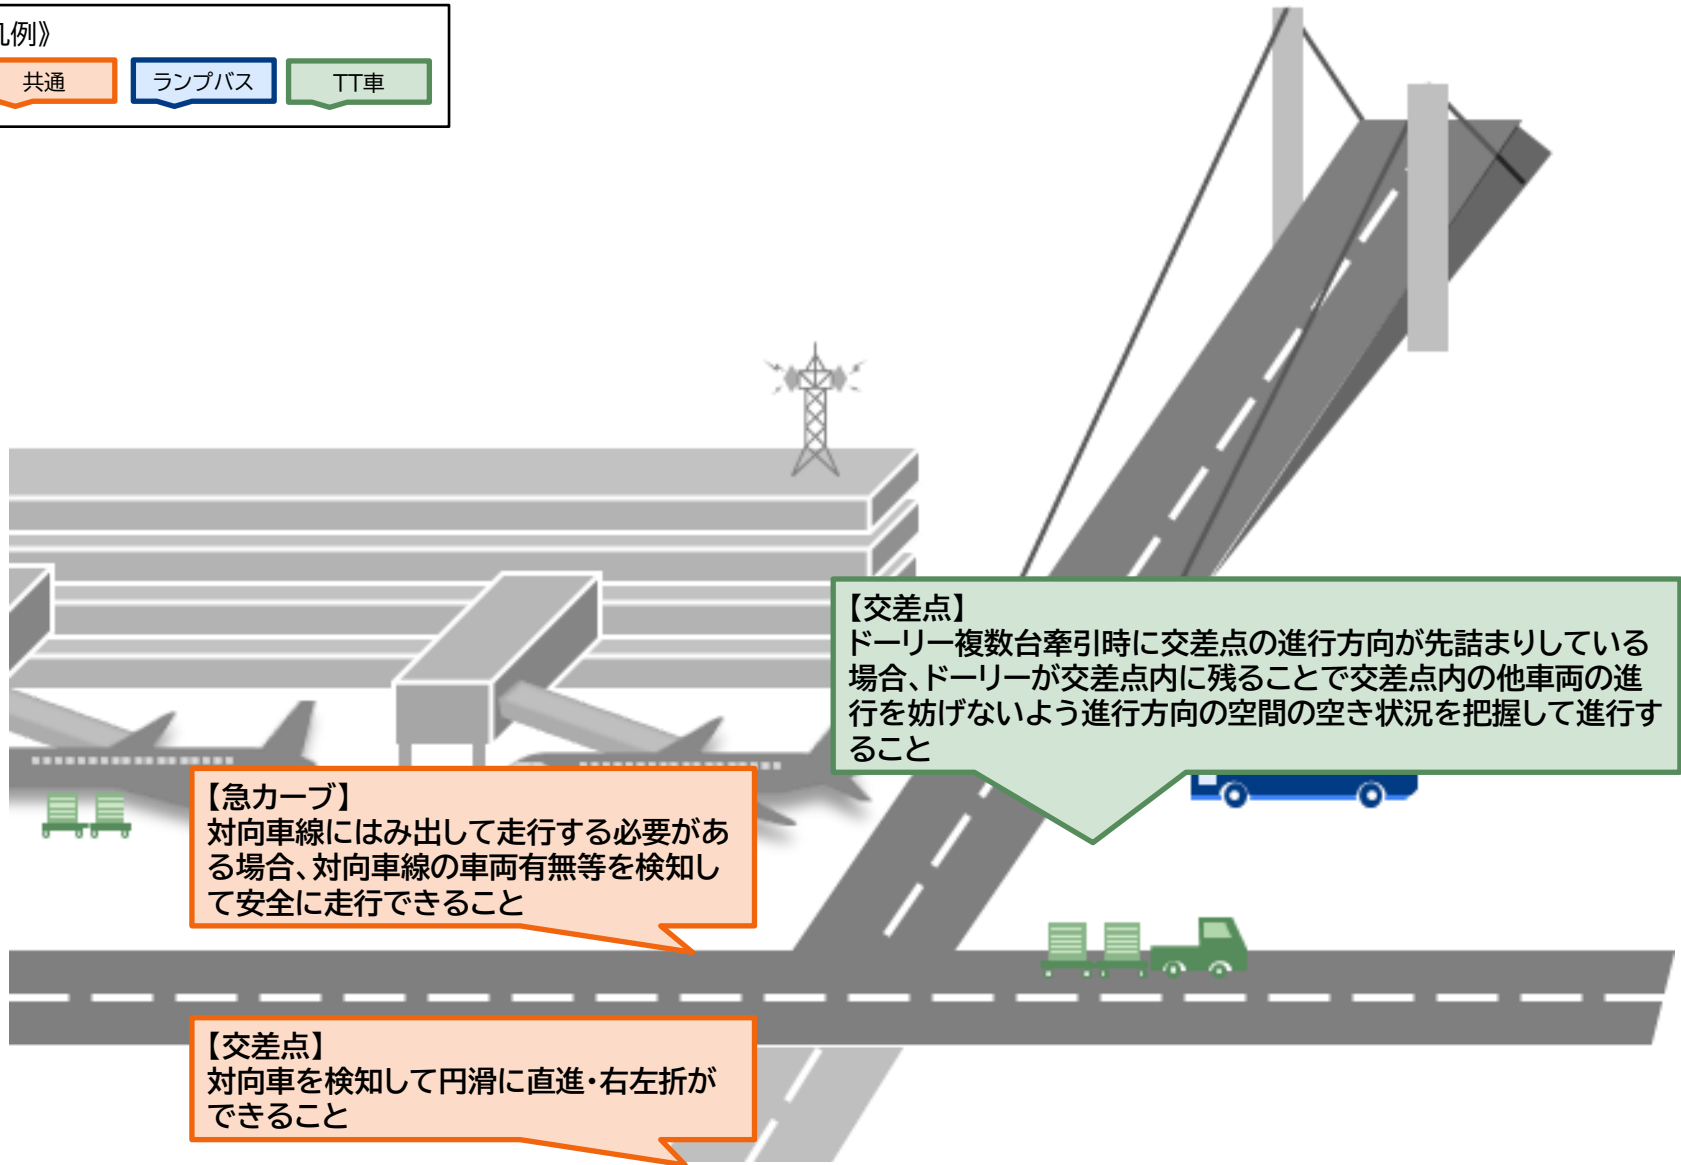 凡例》
共通
ランプバス
TT車
【交差点】
ドーリー複数台牽引時に交差点の進行方向が先詰まりしている
場合、ドーリーが交差点内に残ることで交差点内の他車両の進
行を妨げないよう進行方向の空間の空き状況を把握して進行す
ること
【急カーブ】
対向車線にはみ出して走行する必要があ
る場合、対向車線の車両有無等を検知し
て安全に走行できること
【交差点】
対向車を検知して円滑に直進・右左折が
できること